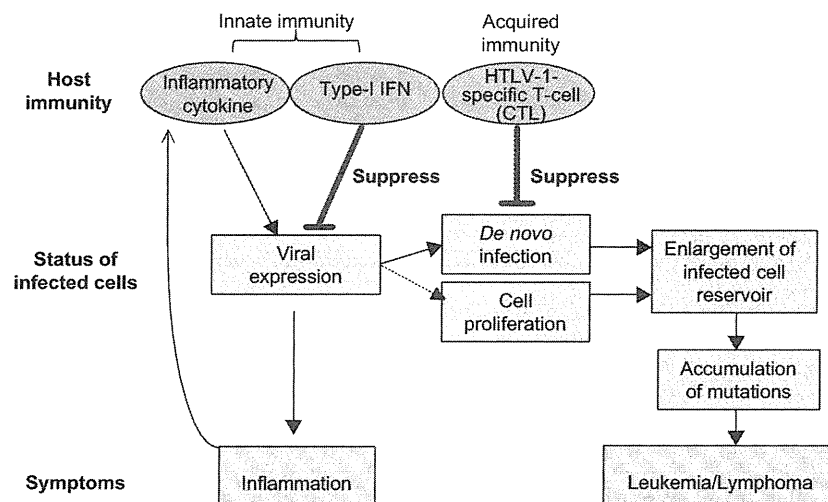 Innate immunity
Acquired
immunity
Host
immunity
Inflammatory
cytokine
Type-I IFN
HTLV-1-
specific T-cell
(CTL)
Suppress
Suppress
Status of
infected cells
Viral
expression
De novo
infection
Cell
proliferation
Enlargement of
infected cell
reservoir
Accumulation
of mutations
Symptoms
Inflammation
Leukemia/Lymphoma